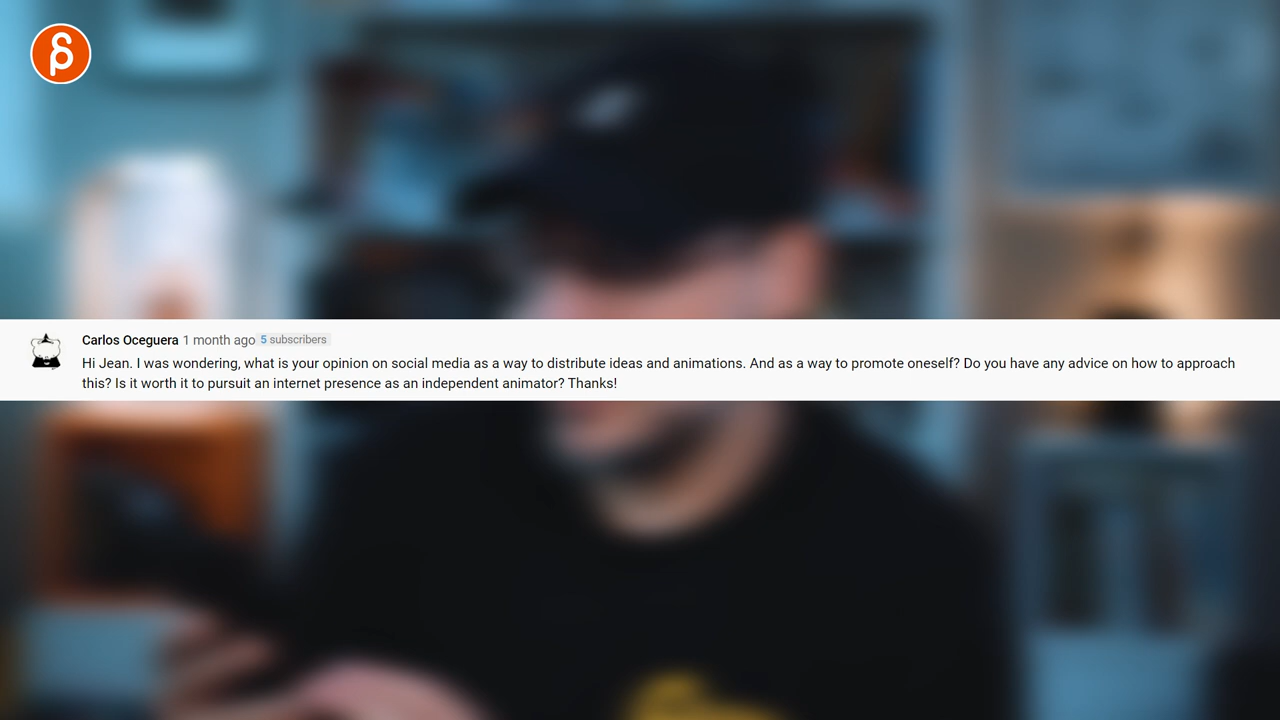 Carlos Oceguera 1 month ago 5 subscribers
Hi Jean. I was wondering, what is your opinion on social media as a way to distribute ideas and animations. And as a way to promote oneself? Do you have any advice on how to approach
this? Is it worth it to pursuit an internet presence as an independent animator? Thanks!